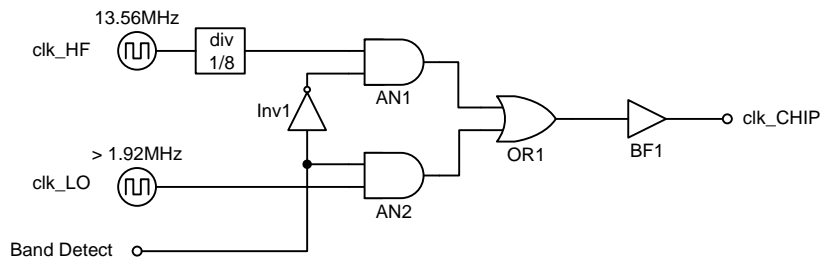 13.56MHz
clk_HF
div
1/8
AN1
Inv1
clk_CHIP
OR1
BF1
> 1.92MHz
clk_LO
AN2
Band Detect